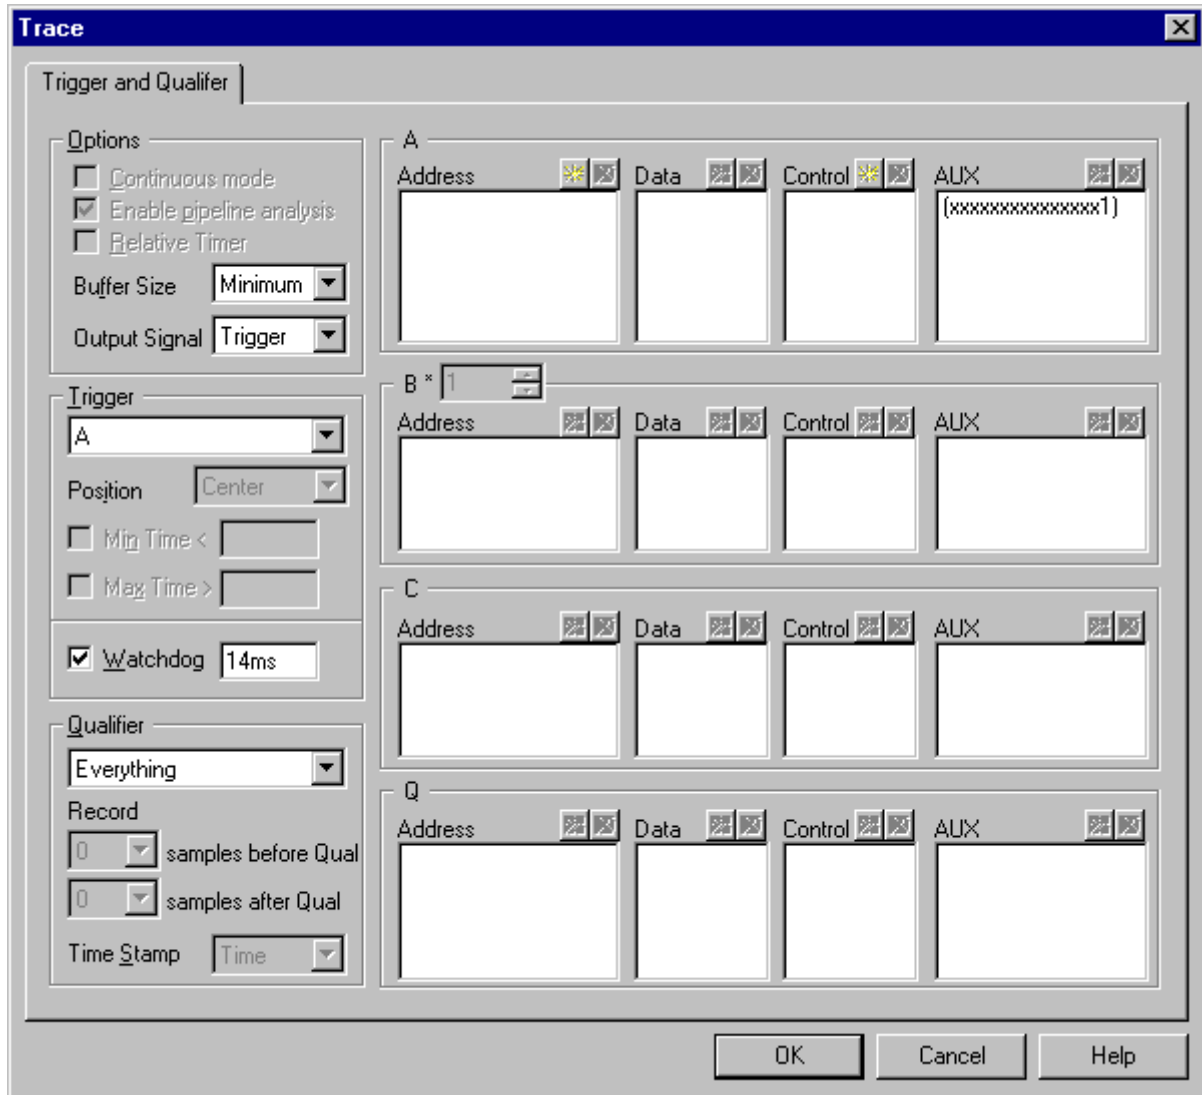 Trace
Trigger and Qualifer
Options
Continuous mode
Enable pipeline analysis
Relative Timer
Buffer Size Minimum
Output Signal Trigger
Trigger
A
Position Center
Min Time <
Max Time >
Watchdog 14ms
Qualifier
Everything
Record
0 samples before Qual
0 samples after Qual
Time Stamp Time
A
Address Data Control AUX
(xxxxxxxxxxxxxxx1)
B * 1
Address Data Control AUX
C
Address Data Control AUX
Q
Address Data Control AUX
OK Cancel Help